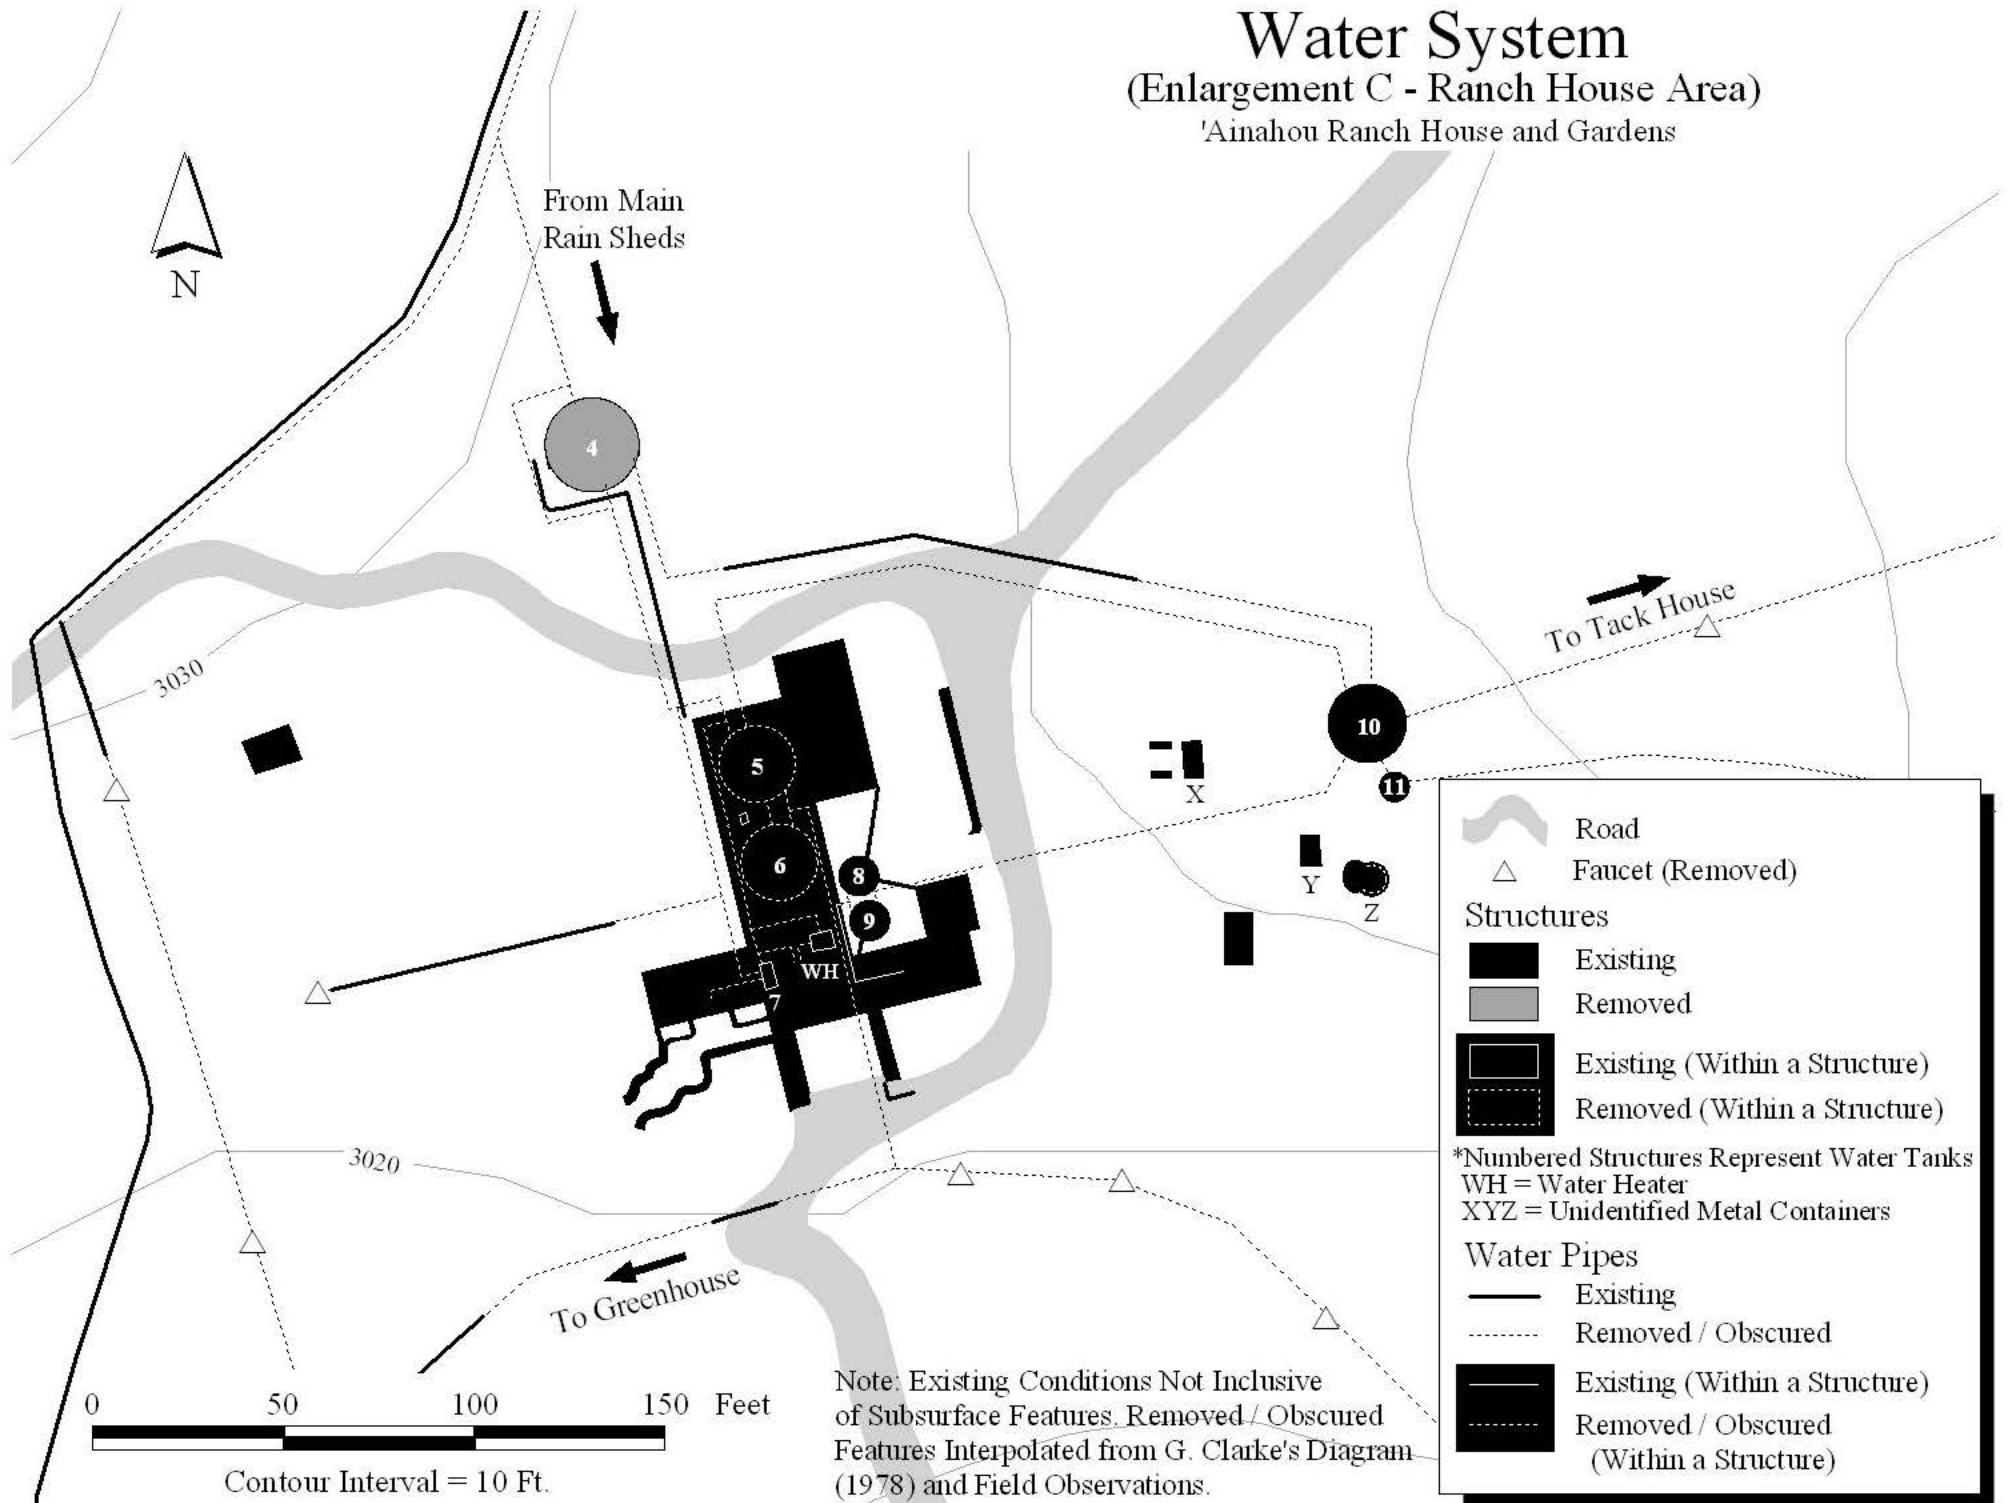 Water System
(Enlargement C - Ranch House Area)
'Ainahou Ranch House and Gardens
From Main
Rain Sheds
N
4
To Tack House
3030
5
10
11
X
6
8
Y
Z
9
WH
7
3020
To Greenhouse
Road
Faucet (Removed)
Structures
Existing
Removed
Existing (Within a Structure)
Removed (Within a Structure)
*Numbered Structures Represent Water Tanks
WH = Water Heater
XYZ = Unidentified Metal Containers
Water Pipes
Existing
Removed / Obscured
Existing (Within a Structure)
Removed / Obscured
(Within a Structure)
0 50 100 150 Feet
Contour Interval = 10 Ft.
Note: Existing Conditions Not Inclusive
of Subsurface Features. Removed / Obscured
Features Interpolated from G. Clarke's Diagram
(1978) and Field Observations.